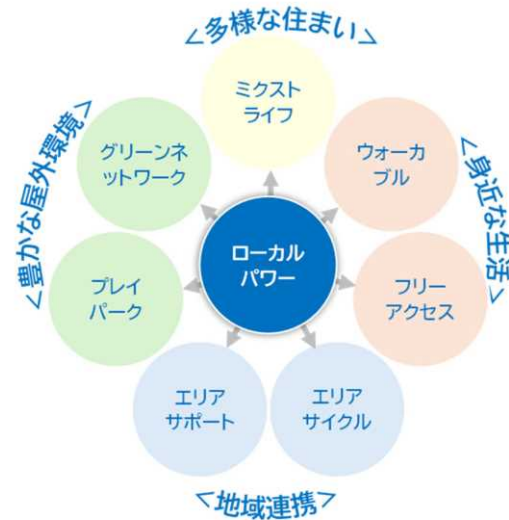 <多様な住まい>
ミクスト
ライフ
グリーンネ
ットワーク
ウォーカ
ブル
<豊かな屋外環境>
<身近な生活>
ローカル
パワー
プレイ
パーク
フリー
アクセス
エリア
サポート
エリア
サイクル
<地域連携>